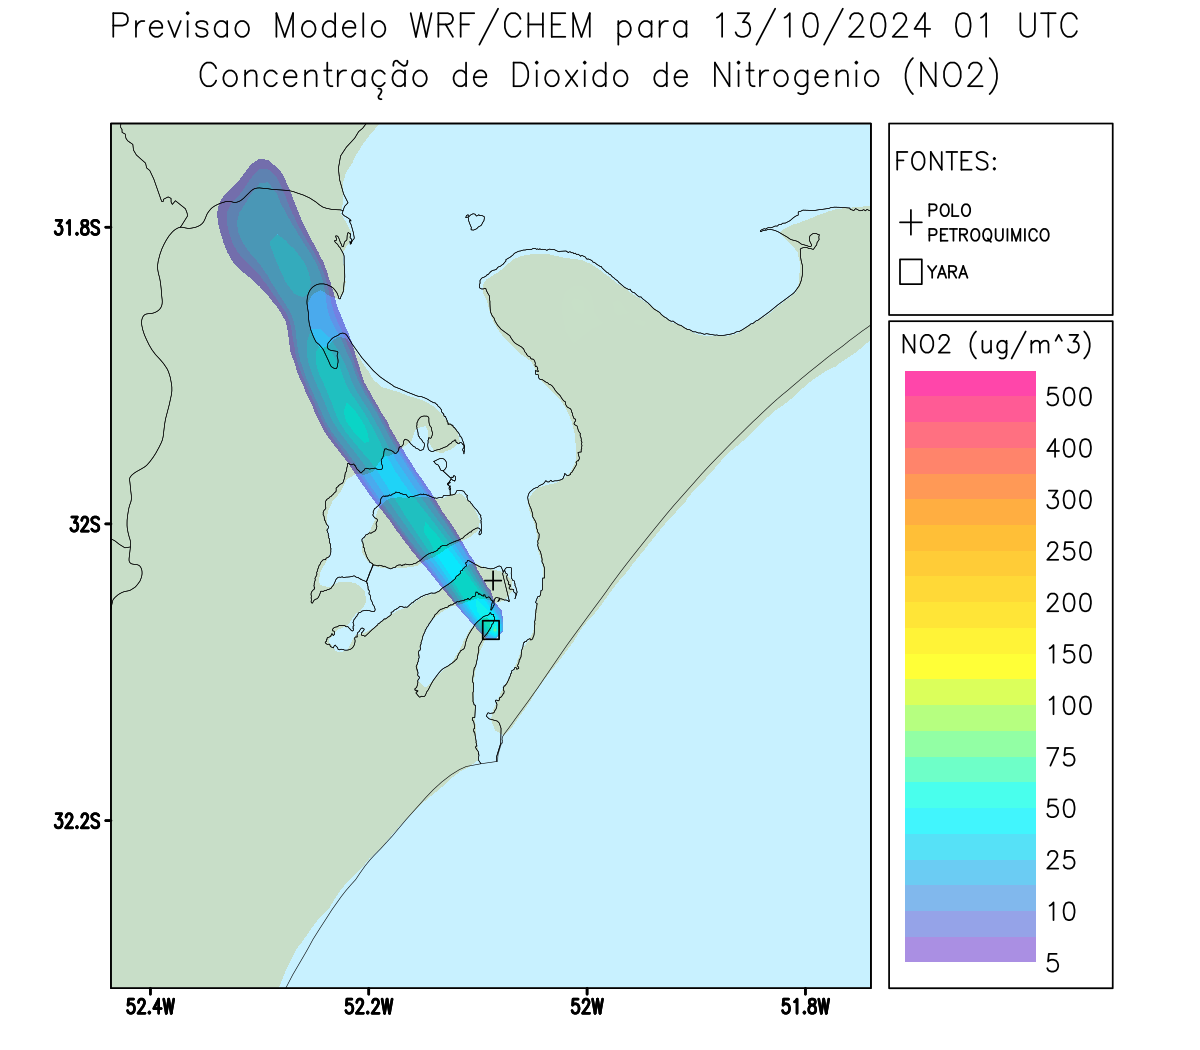 Previsao Modelo WRF/CHEM para 13/10/2024 01 UTC
Concentração de Dioxido de Nitrogenio (NO2)
FONTES:
POLO
PETROQUIMICO
YARA
NO2 (ug/m^3)
500
400
300
250
200
150
100
75
50
25
10
5
31.8S
32S
32.2S
52.4W
52.2W
52W
51.8W